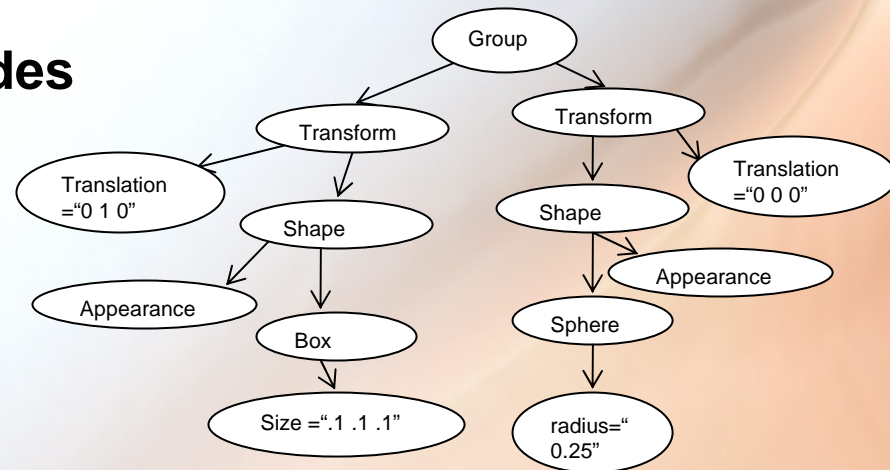 Group
des
Transform
Transform
Translation
=“0 1 0”
Translation
=“0 0 0”
Shape
Shape
Appearance
Appearance
Box
Sphere
Size =“.1 .1 .1”
radius=“
0.25”